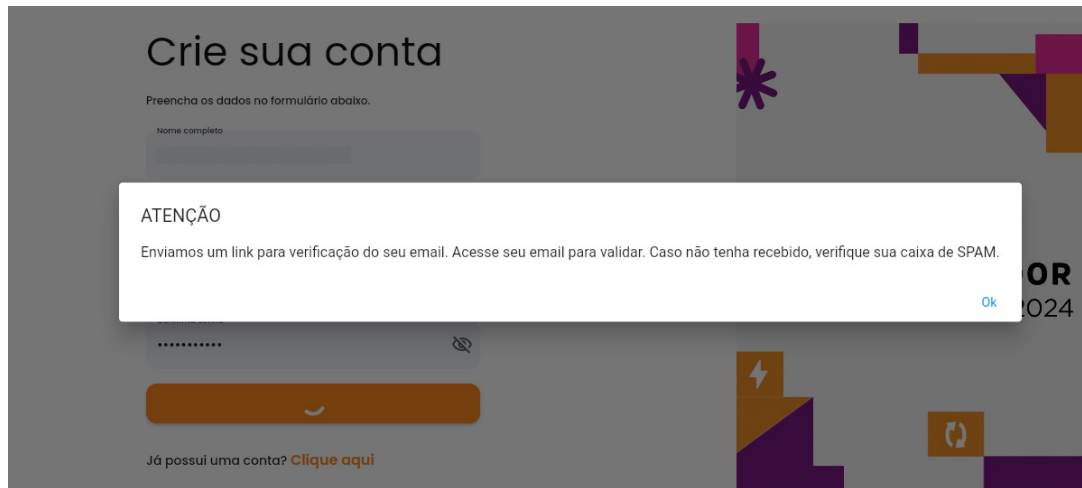 Crie sua conta
Preencha os dados no formulário abaixo.
Nome completo
ATENÇÃO
Enviamos um link para verificação do seu email. Acesse seu email para validar. Caso não tenha recebido, verifique sua caixa de SPAM.
Ok
Já possui uma conta? Clique aqui